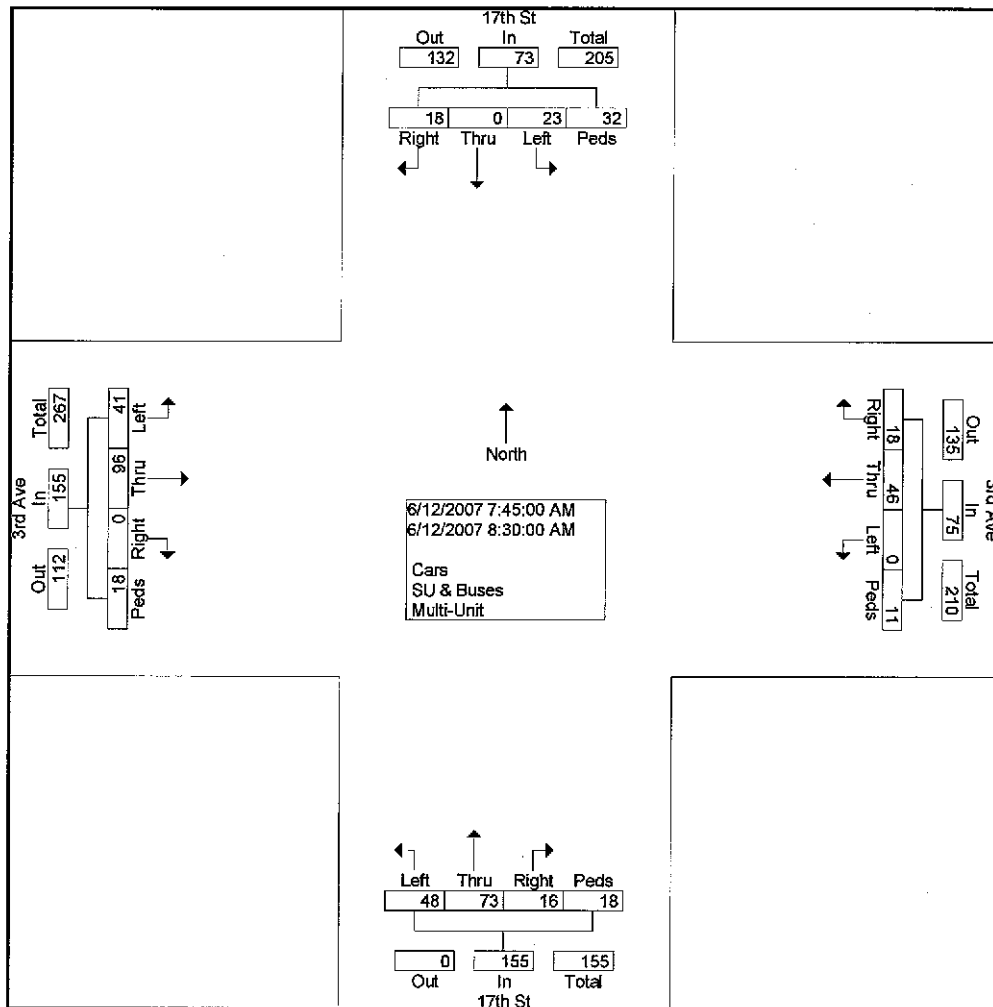 17th St
Out In Total
132 73 205
18 0 23 32
Right Thru Left Peds
North
6/12/2007 7:45:00 AM
6/12/2007 8:30:00 AM
Cars
SU & Buses
Multi-Unit
3rd Ave
Total In Out
267 155 112
41 96 0 18
Left Thru Right Peds
Right Thru Left Peds
18 46 0 11
Out In Total
135 75 210
3rd Ave
Left Thru Right Peds
48 73 16 18
0 155 155
Out In Total
17th St